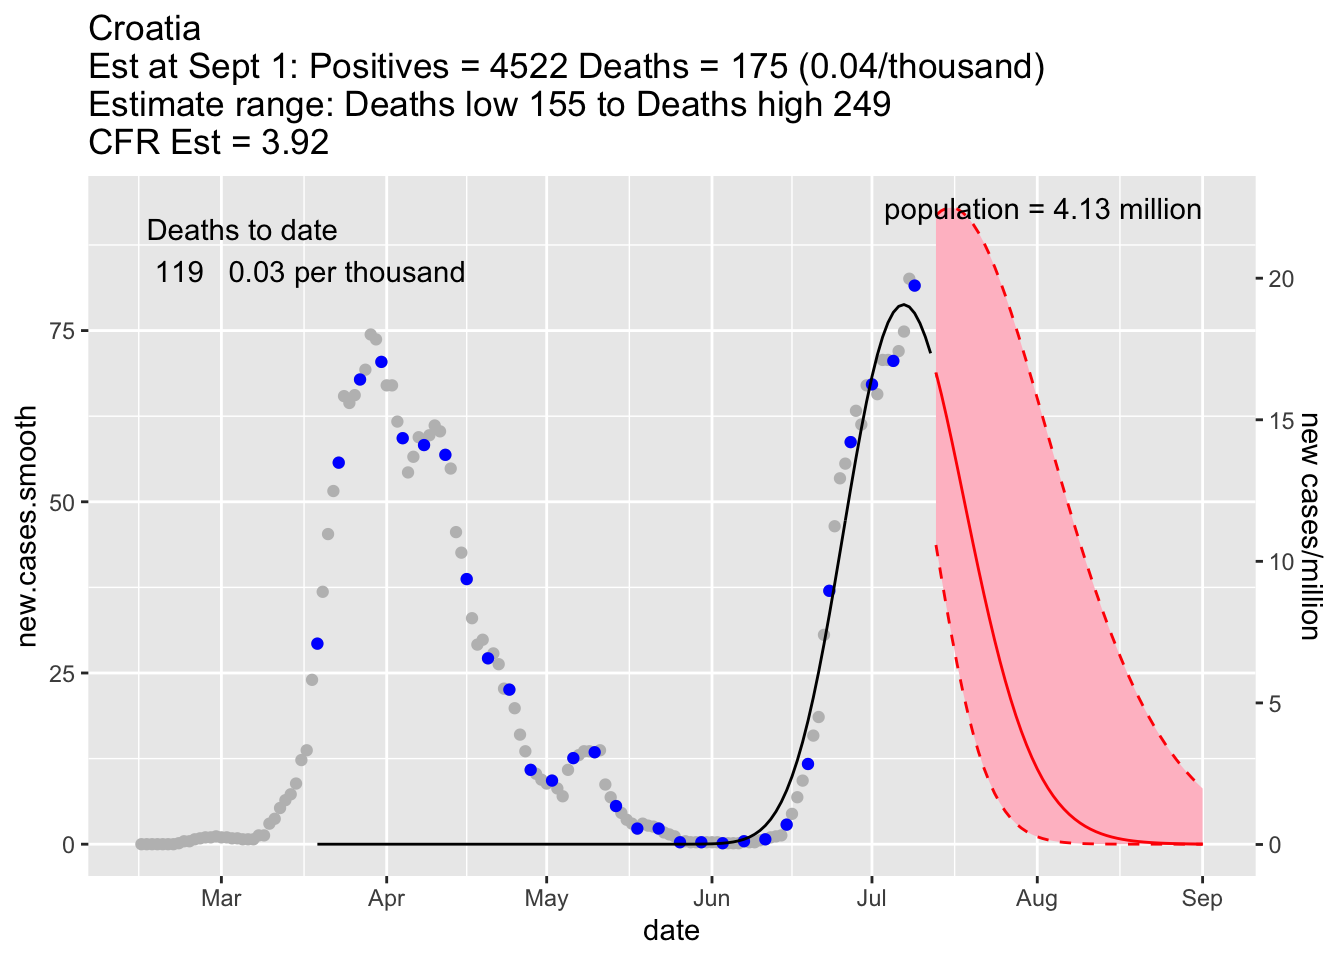 Croatia
Est at Sept 1: Positives = 4522 Deaths = 175 (0.04/thousand)
Estimate range: Deaths low 155 to Deaths high 249
CFR Est = 3.92
population = 4.13 million
Deaths to date
119 0.03 per thousand
75
50
25
0
new.cases.smooth
20
15
10
5
0
new cases/million
Mar Apr May Jun Jul Aug Sep
date